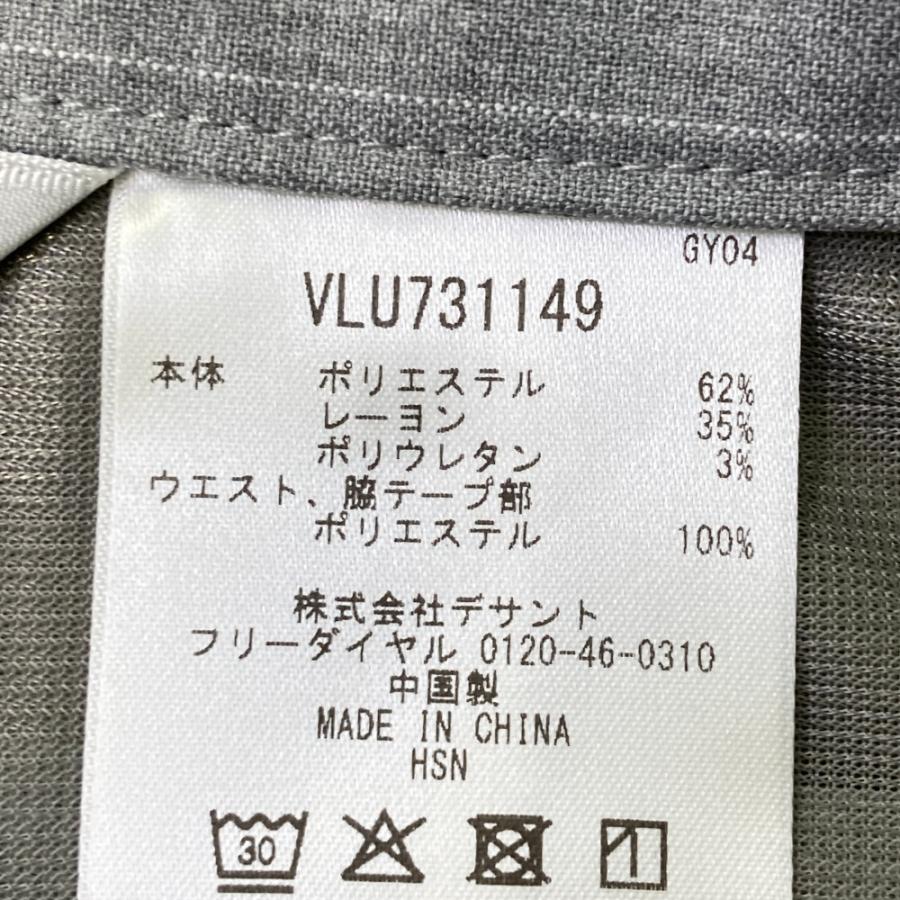 GY04
VLU731149
本体 ポリエステル 62%
レーヨン 35%
ポリウレタン 3%
ウエスト、脇テープ部
ポリエステル 100%
株式会社デサント
フリーダイヤル 0120-46-0310
中国製
MADE IN CHINA
HSN
30